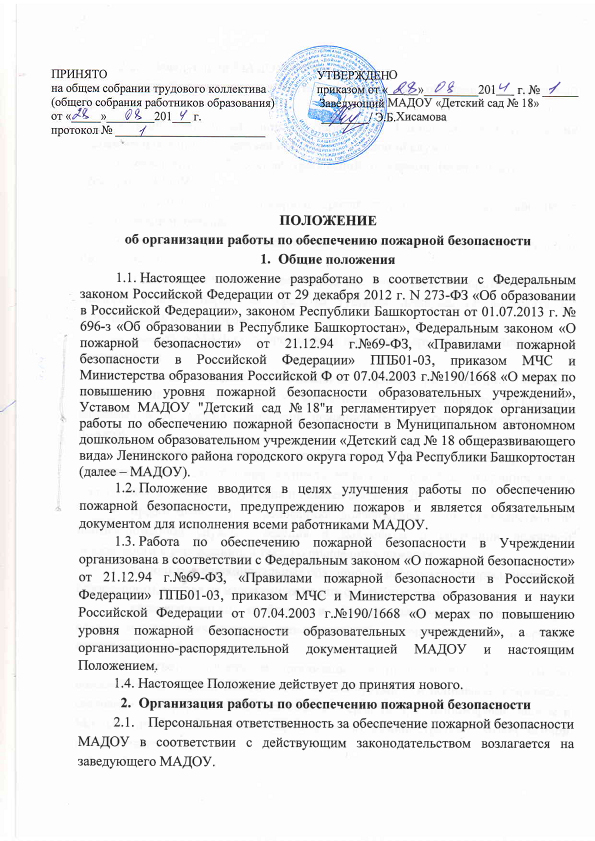 ПРИНЯТО
на общем собрании трудового коллектива
(общего собрания работников образования)
от «28 » 08 2014 г.
протокол № 1
УТВЕРЖДЕНО
приказом от « 28 » 08 2014 г. № 1
Заведующий МАДОУ «Детский сад № 18»
/ Э.Б.Хисамова
ПОЛОЖЕНИЕ
об организации работы по обеспечению пожарной безопасности
1. Общие положения
1.1. Настоящее положение разработано в соответствии с Федеральным
законом Российской Федерации от 29 декабря 2012 г. N 273-ФЗ «Об образовании
в Российской Федерации», законом Республики Башкортостан от 01.07.2013 г. №
696-з «Об образовании в Республике Башкортостан», Федеральным законом «О
пожарной безопасности» от 21.12.94 г.№69-ФЗ, «Правилами пожарной
безопасности в Российской Федерации» ППБ01-03, приказом МЧС и
Министерства образования Российской Ф от 07.04.2003 г.№190/1668 «О мерах по
повышению уровня пожарной безопасности образовательных учреждений»,
Уставом МАДОУ "Детский сад №18"и регламентирует порядок организации
работы по обеспечению пожарной безопасности в Муниципальном автономном
дошкольном образовательном учреждении «Детский сад № 18 общеразвивающего
вида» Ленинского района городского округа город Уфа Республики Башкортостан
(далее – МАДОУ).
1.2. Положение вводится в целях улучшения работы по обеспечению
пожарной безопасности, предупреждению пожаров и является обязательным
документом для исполнения всеми работниками МАДОУ.
1.3. Работа по обеспечению пожарной безопасности в Учреждении
организована в соответствии с Федеральным законом «О пожарной безопасности»
от 21.12.94 г.№69-ФЗ, «Правилами пожарной безопасности в Российской
Федерации» ППБ01-03, приказом МЧС и Министерства образования и науки
Российской Федерации от 07.04.2003 г.№190/1668 «О мерах по повышению
уровня пожарной безопасности образовательных учреждений», а также
организационно-распорядительной документацией МАДОУ и настоящим
Положением.
1.4. Настоящее Положение действует до принятия нового.
2. Организация работы по обеспечению пожарной безопасности
2.1. Персональная ответственность за обеспечение пожарной безопасности
МАДОУ в соответствии с действующим законодательством возлагается на
заведующего МАДОУ.